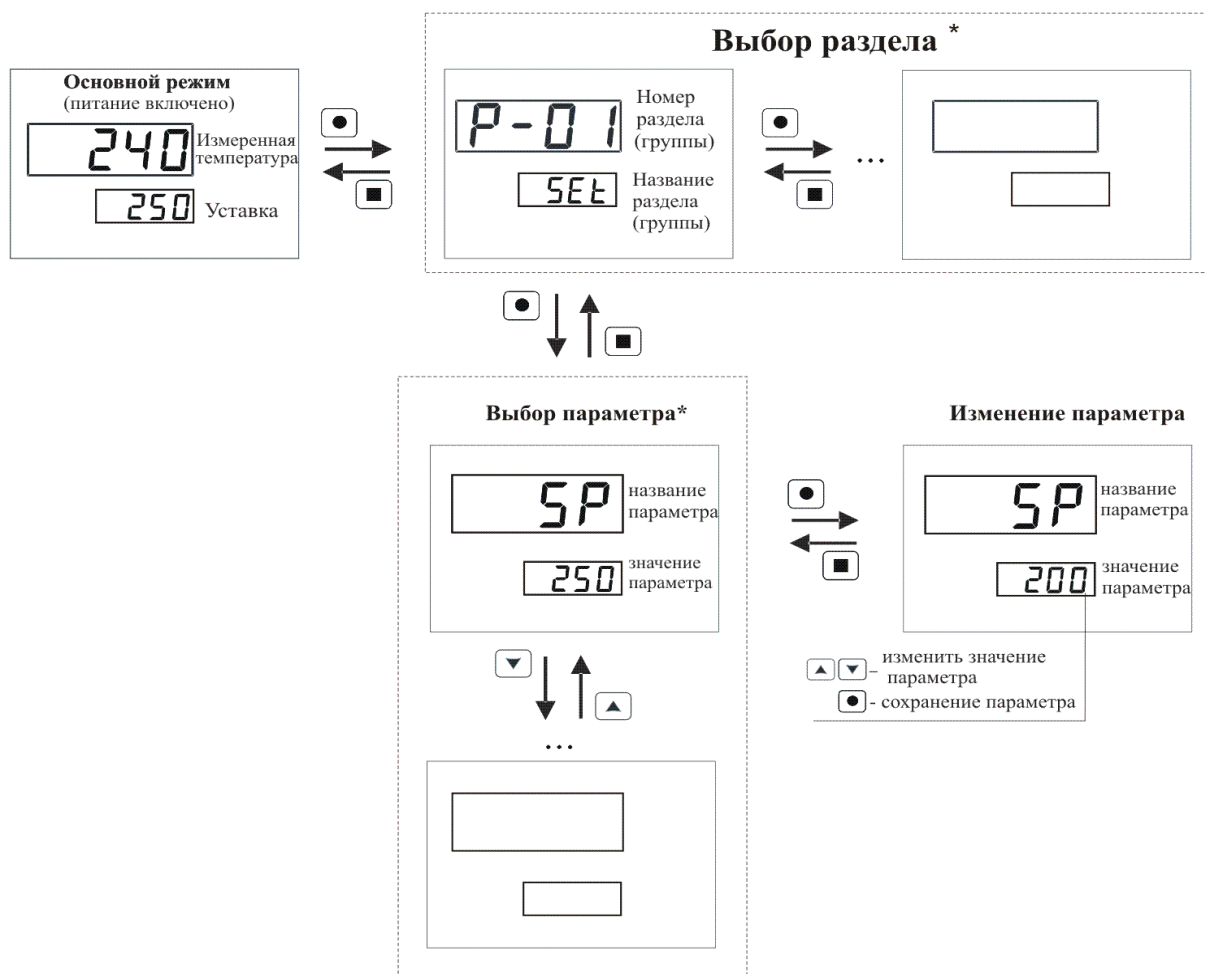 Выбор раздела *
Основной режим
(питание включено)
240
Измеренная
температура
250
Уставка
P-01
Номер
раздела
(группы)
SEt
Название
раздела
(группы)
...
Выбор параметра*
SP
название
параметра
250
значение
параметра
...
Изменение параметра
SP
название
параметра
200
значение
параметра
– изменить значение
параметра
- сохранение параметра